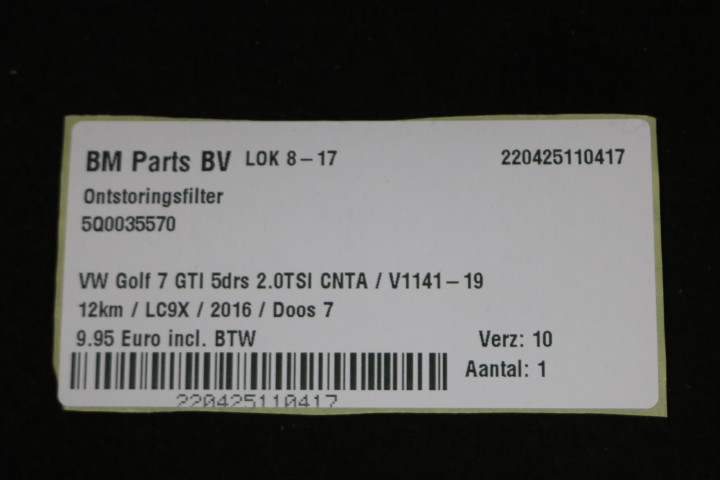 BM Parts BV LOK 8-17 220425110417
Ontstoringsfilter
5Q0035570
VW Golf 7 GTI 5drs 2.0TSI CNTA / V1141-19
12km / LC9X / 2016 / Doos 7
9.95 Euro incl. BTW Verz: 10
Aantal: 1
220425110417